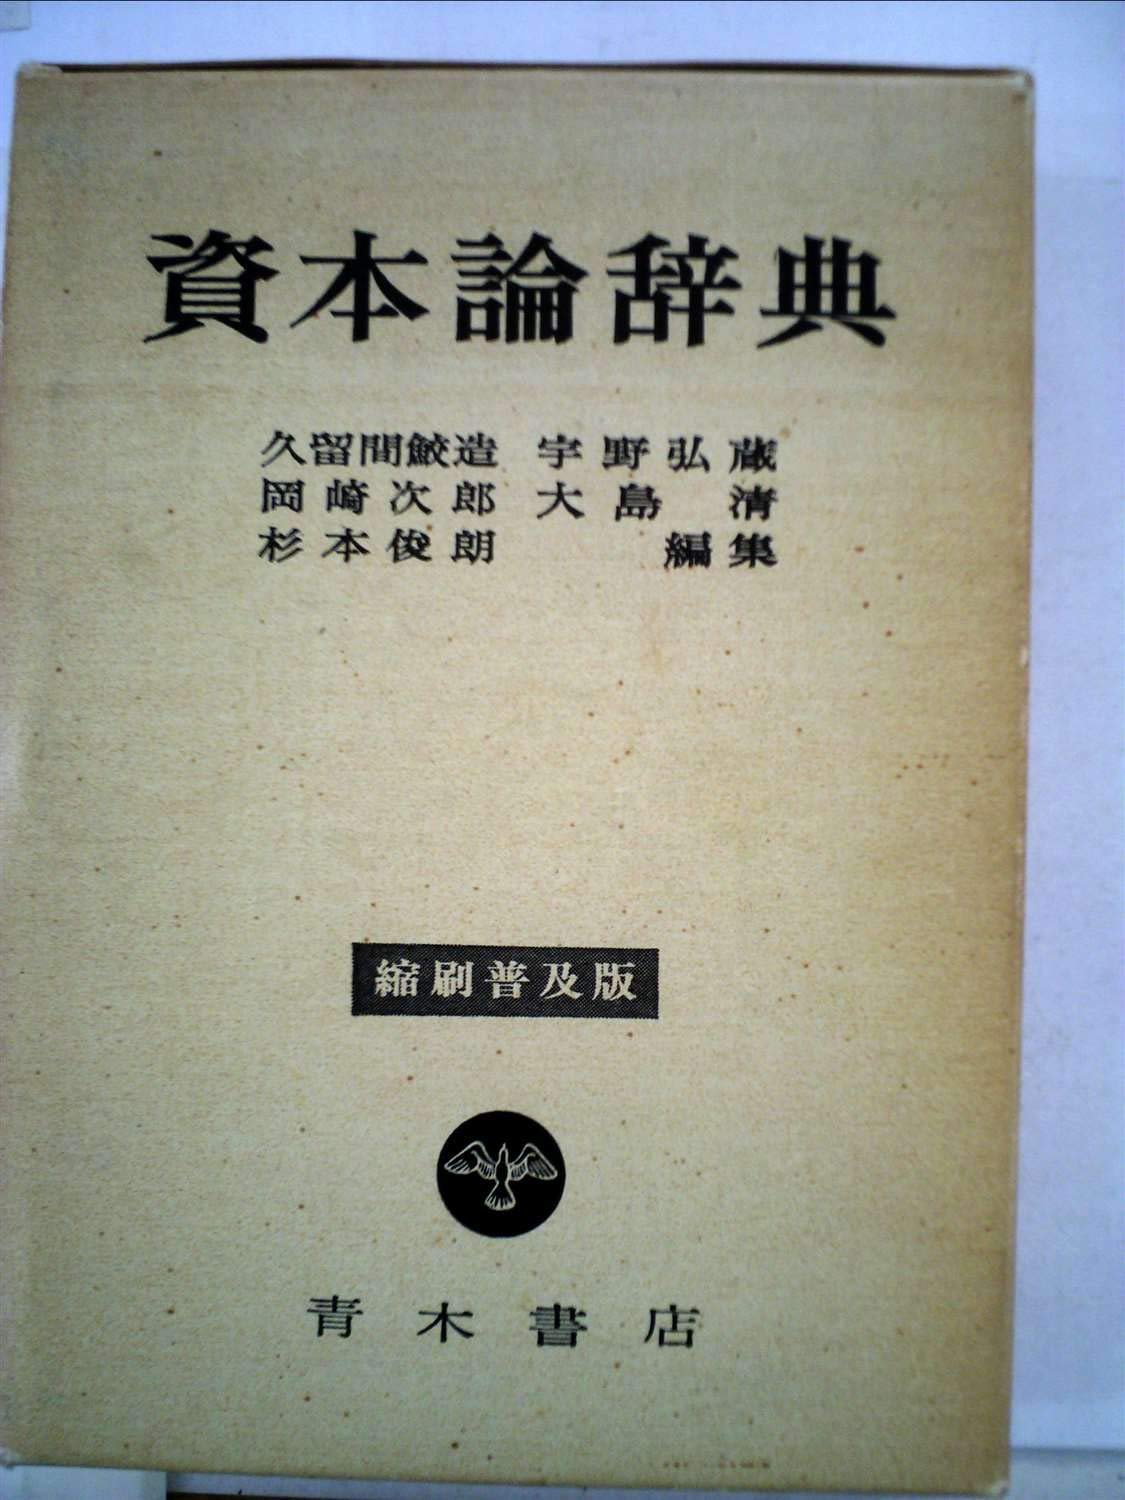 資本論辞典
久留間鮫造 宇野弘蔵
岡崎次郎 大島 清
杉本俊朗 編集
縮刷普及版
青木書店